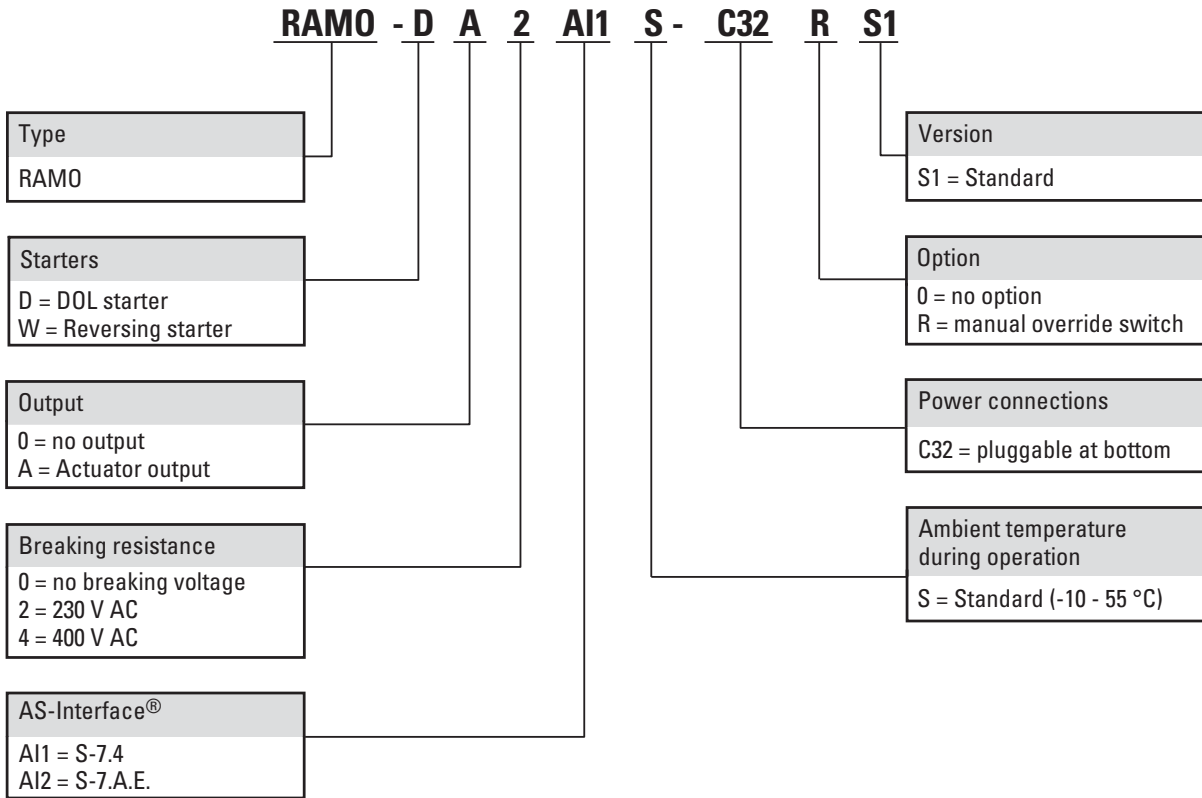 RAMO - D A 2 AI1 S - C32 R S1
Type
RAMO
Starters
D = DOL starter
W = Reversing starter
Output
0 = no output
A = Actuator output
Breaking resistance
0 = no breaking voltage
2 = 230 V AC
4 = 400 V AC
AS-Interface®
AI1 = S-7.4
AI2 = S-7.A.E.
Version
S1 = Standard
Option
0 = no option
R = manual override switch
Power connections
C32 = pluggable at bottom
Ambient temperature
during operation
S = Standard (-10 - 55 °C)